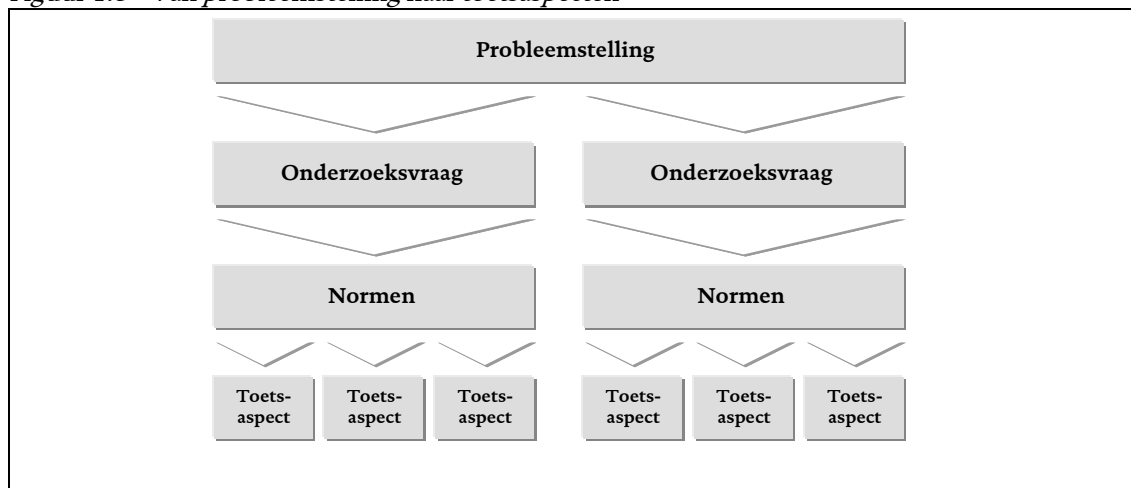 Probleemstelling
Onderzoeksvraag Onderzoeksvraag
Normen Normen
Toets- Toets- Toets- Toets- Toets- Toets-
aspect aspect aspect aspect aspect aspect